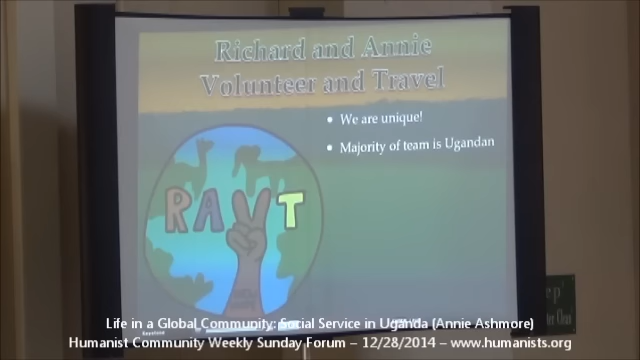 Richard and Annie
Volunteer and Travel
• We are unique!
• Majority of team is Ugandan
RAVT
Life in a Global Community: Social Service in Uganda (Annie Ashmore)
Humanist Community Weekly Sunday Forum – 12/28/2014 – www.humanists.org